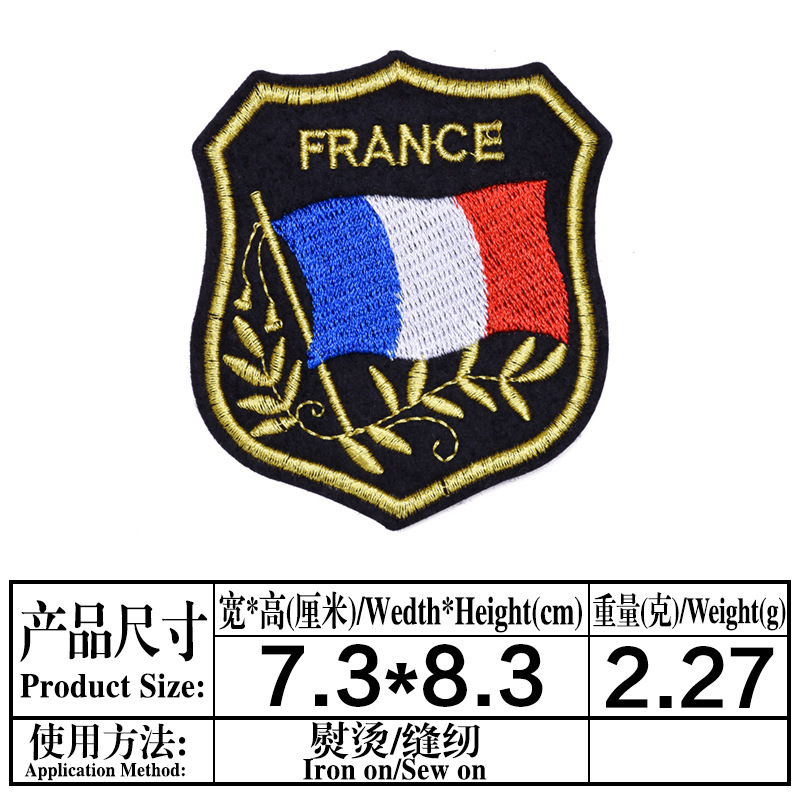 FRANCE
产品尺寸
Product Size:
宽*高(厘米)/Wedth*Height(cm)
7.3*8.3
重量(克)/Weight(g)
2.27
使用方法:
Application Method:
熨烫/缝纫
Iron on/Sew on